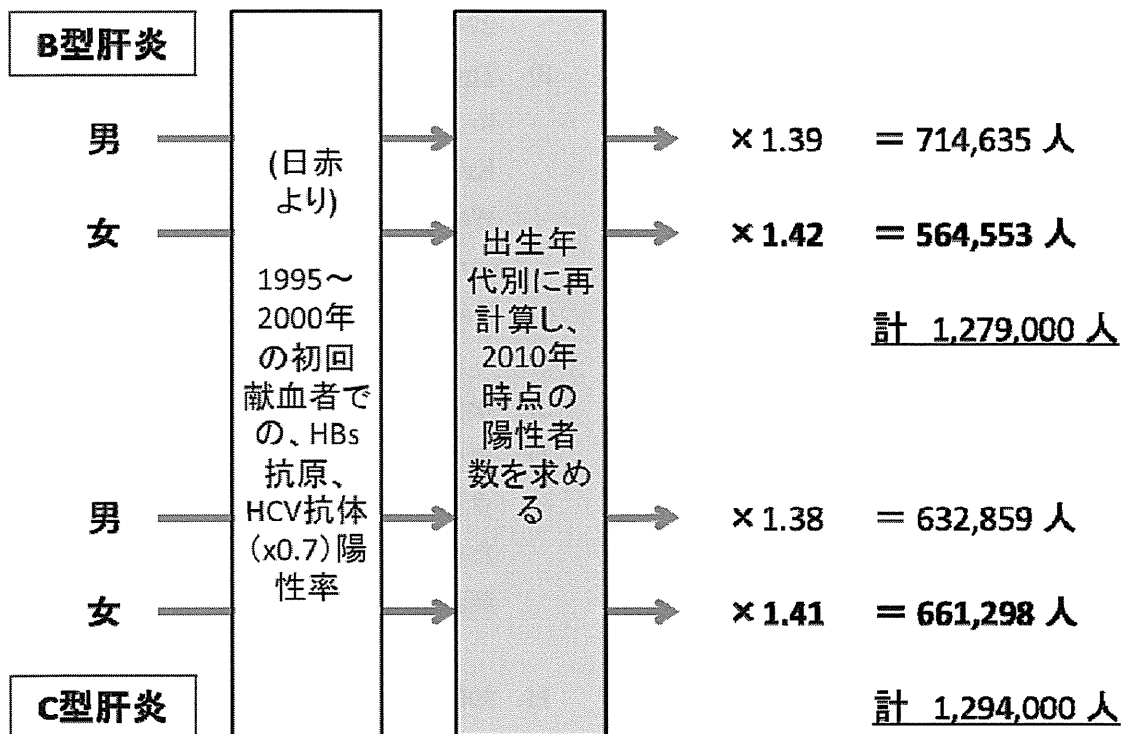 B型肝炎
男
女
男
女
C型肝炎
(日赤
より)
1995～
2000年
の初回
献血者で
の、HBs
抗原、
HCV抗体
(x0.7)陽
性率
出生年
代別に再
計算し、
2010年
時点の
陽性者
数を求め
る
×1.39 ＝714,635 人
×1.42 ＝564,553 人
計 1,279,000 人
×1.38 ＝632,859 人
×1.41 ＝661,298 人
計 1,294,000 人